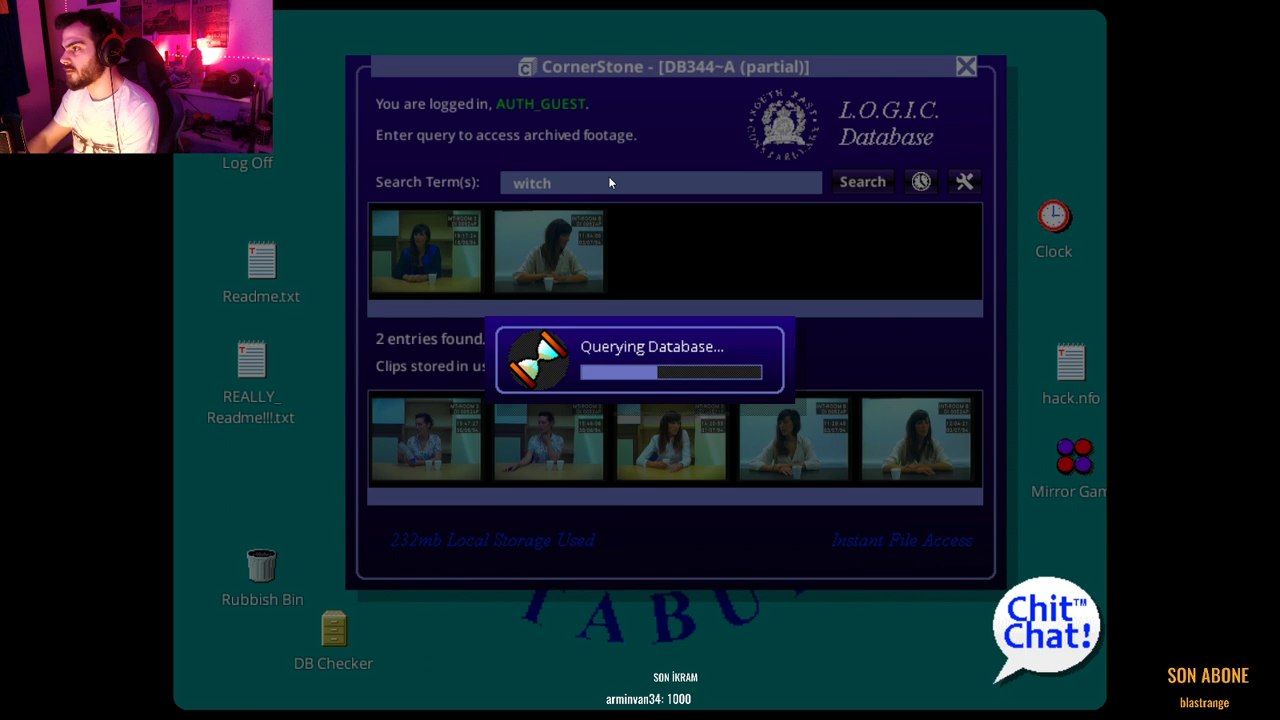 CornerStone - [DB344~A (partial)]
You are logged in, AUTH_GUEST.
Enter query to access archived footage.
L.O.G.I.C.
Database
Search Term(s):
witch
Search
Log Off
Readme.txt
REALLY_
Readme!!!.txt
Rubbish Bin
DB Checker
Clock
hack.nfo
Mirror Gam
2 entries found.
Clips stored in us
Querying Database...
232mb Local Storage Used
Instant File Access
Chit™
Chat!
SON İKRAM
arminvan34: 1000
SON ABONE
blastrange